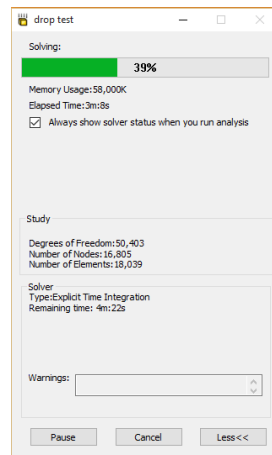 drop test
Solving:
39%
Memory Usage:58,000K
Elapsed Time:3m:8s
Always show solver status when you run analysis
Study
Degrees of Freedom:50,403
Number of Nodes:16,805
Number of Elements:18,039
Solver
Type:Explicit Time Integration
Remaining time: 4m:22s
Warnings:
Pause Cancel Less<<